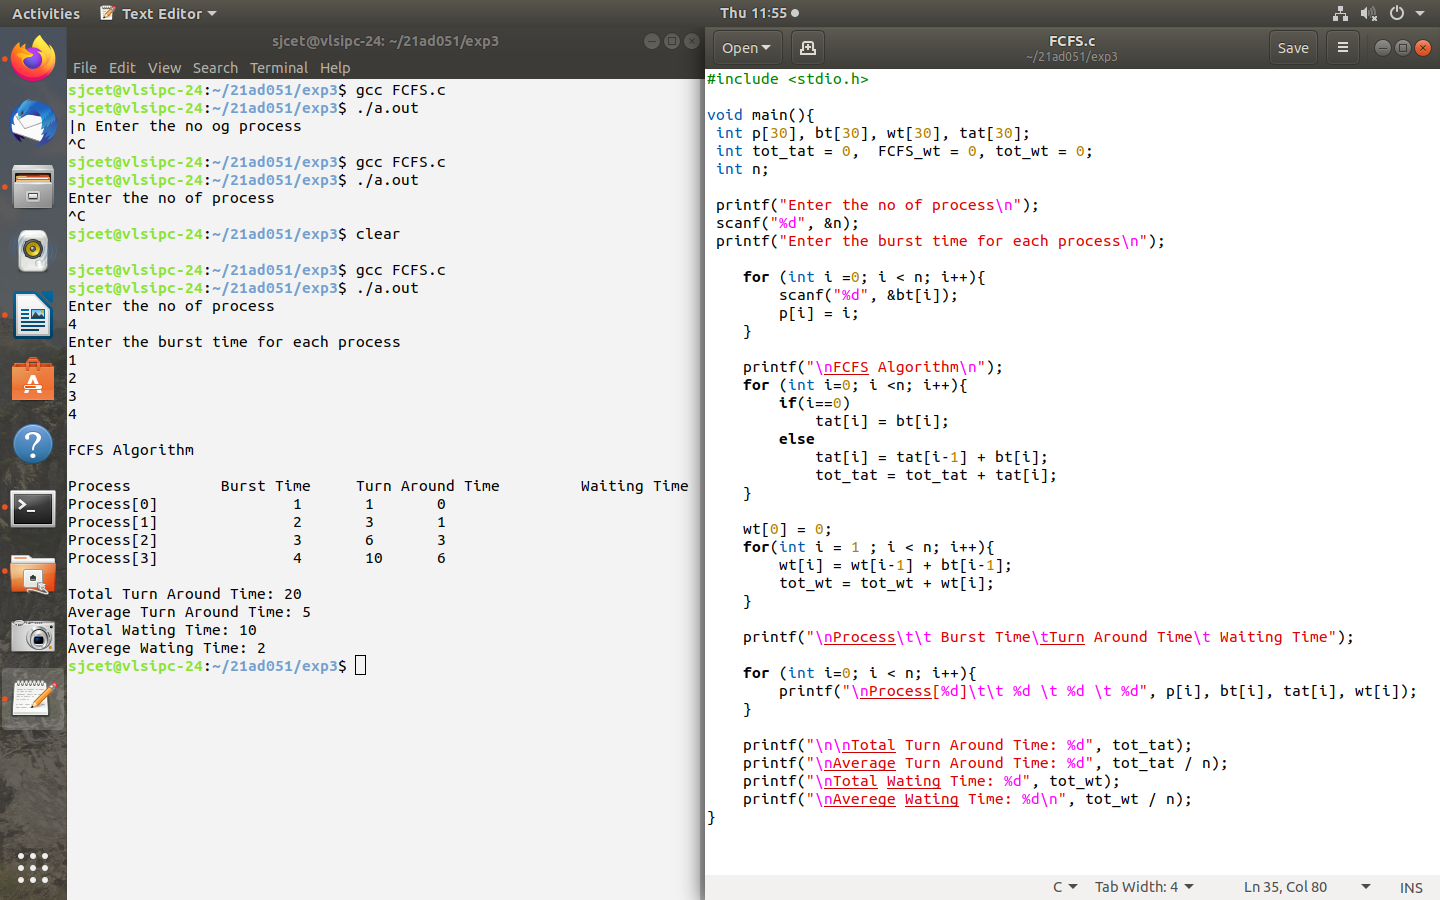 Activities
Text Editor
Thu 11:55
sjcet@vlsipc-24: ~/21ad051/exp3
File Edit View Search Terminal Help
sjcet@vlsipc-24:~/21ad051/exp3$ gcc FCFS.c
sjcet@vlsipc-24:~/21ad051/exp3$ ./a.out
|n Enter the no og process
^C
sjcet@vlsipc-24:~/21ad051/exp3$ gcc FCFS.c
sjcet@vlsipc-24:~/21ad051/exp3$ ./a.out
Enter the no of process
^C
sjcet@vlsipc-24:~/21ad051/exp3$ clear
sjcet@vlsipc-24:~/21ad051/exp3$ gcc FCFS.c
sjcet@vlsipc-24:~/21ad051/exp3$ ./a.out
Enter the no of process
4
Enter the burst time for each process
1
2
3
4
FCFS Algorithm
Process Burst Time Turn Around Time Waiting Time
Process[0] 1 1 0
Process[1] 2 3 1
Process[2] 3 6 3
Process[3] 4 10 6
Total Turn Around Time: 20
Average Turn Around Time: 5
Total Wating Time: 10
Averege Wating Time: 2
sjcet@vlsipc-24:~/21ad051/exp3$
Open
FCFS.c
~/21ad051/exp3
Save
#include <stdio.h>
void main(){
int p[30], bt[30], wt[30], tat[30];
int tot_tat = 0, FCFS_wt = 0, tot_wt = 0;
int n;
printf("Enter the no of process\n");
scanf("%d", &n);
printf("Enter the burst time for each process\n");
for (int i =0; i < n; i++){
scanf("%d", &bt[i]);
p[i] = i;
}
printf("\nFCFS Algorithm\n");
for (int i=0; i <n; i++){
if(i==0)
tat[i] = bt[i];
else
tat[i] = tat[i-1] + bt[i];
tot_tat = tot_tat + tat[i];
}
wt[0] = 0;
for(int i = 1 ; i < n; i++){
wt[i] = wt[i-1] + bt[i-1];
tot_wt = tot_wt + wt[i];
}
printf("\nProcess\t\t Burst Time\tTurn Around Time\t Waiting Time");
for (int i=0; i < n; i++){
printf("\nProcess[%d]\t\t %d \t %d \t %d", p[i], bt[i], tat[i], wt[i]);
}
printf("\n\nTotal Turn Around Time: %d", tot_tat);
printf("\nAverage Turn Around Time: %d", tot_tat / n);
printf("\nTotal Wating Time: %d", tot_wt);
printf("\nAverege Wating Time: %d\n", tot_wt / n);
}
C Tab Width: 4 Ln 35, Col 80 INS